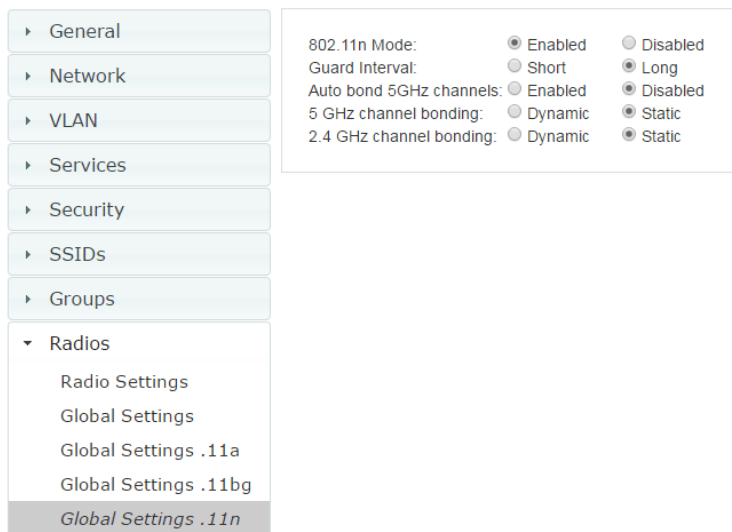 General
Network
VLAN
Services
Security
SSIDs
Groups
Radios
Radio Settings
Global Settings
Global Settings .11a
Global Settings .11bg
Global Settings .11n
802.11n Mode: Enabled Disabled
Guard Interval: Short Long
Auto bond 5GHz channels: Enabled Disabled
5 GHz channel bonding: Dynamic Static
2.4 GHz channel bonding: Dynamic Static